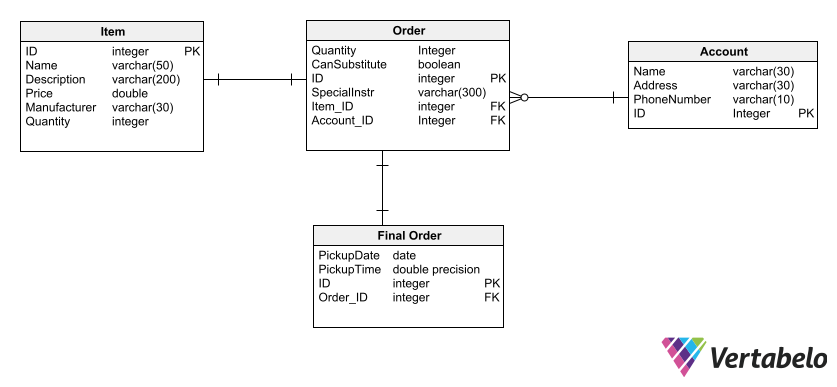 Item
ID integer PK
Name varchar(50)
Description varchar(200)
Price double
Manufacturer varchar(30)
Quantity integer
Order
Quantity Integer
CanSubstitute boolean
ID integer PK
SpecialInstr varchar(300)
Item_ID integer FK
Account_ID Integer FK
Account
Name varchar(30)
Address varchar(30)
PhoneNumber varchar(10)
ID Integer PK
Final Order
PickupDate date
PickupTime double precision
ID integer PK
Order_ID integer FK
Vertabelo